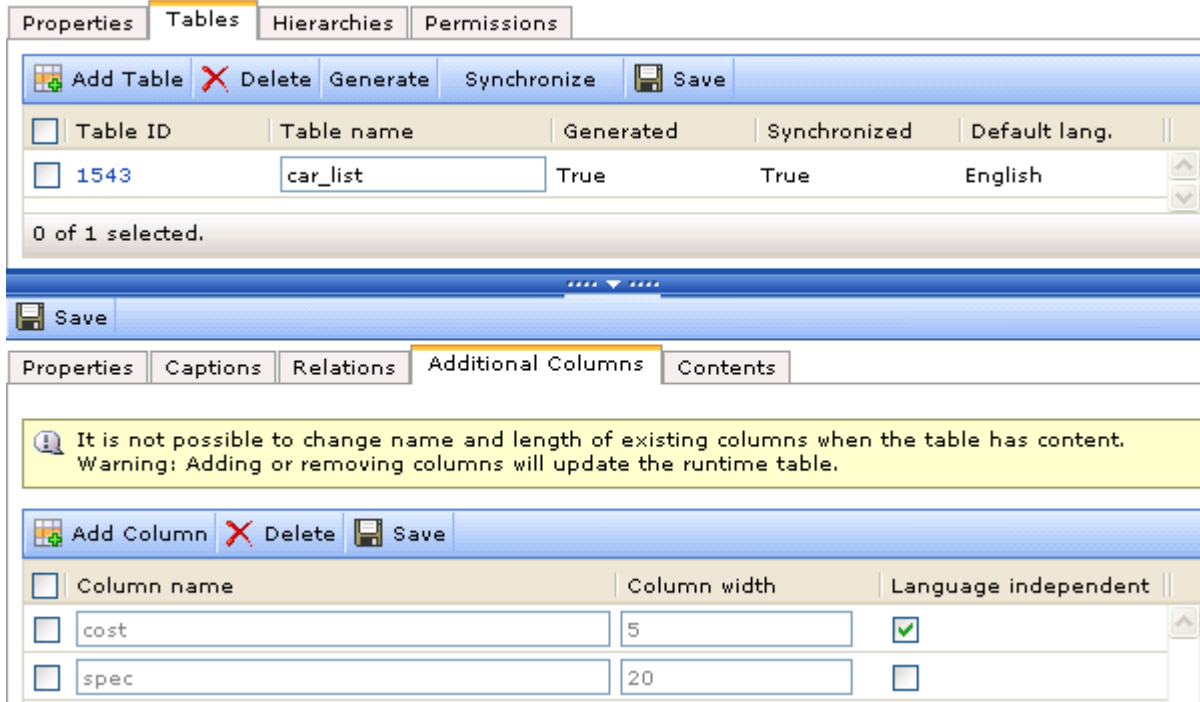 Properties Tables Hierarchies Permissions
Add Table Delete Generate Synchronize Save
Table ID Table name Generated Synchronized Default lang.
1543 car_list True True English
0 of 1 selected.
Save
Properties Captions Relations Additional Columns Contents
It is not possible to change name and length of existing columns when the table has content.
Warning: Adding or removing columns will update the runtime table.
Add Column Delete Save
Column name Column width Language independent
cost 5
spec 20